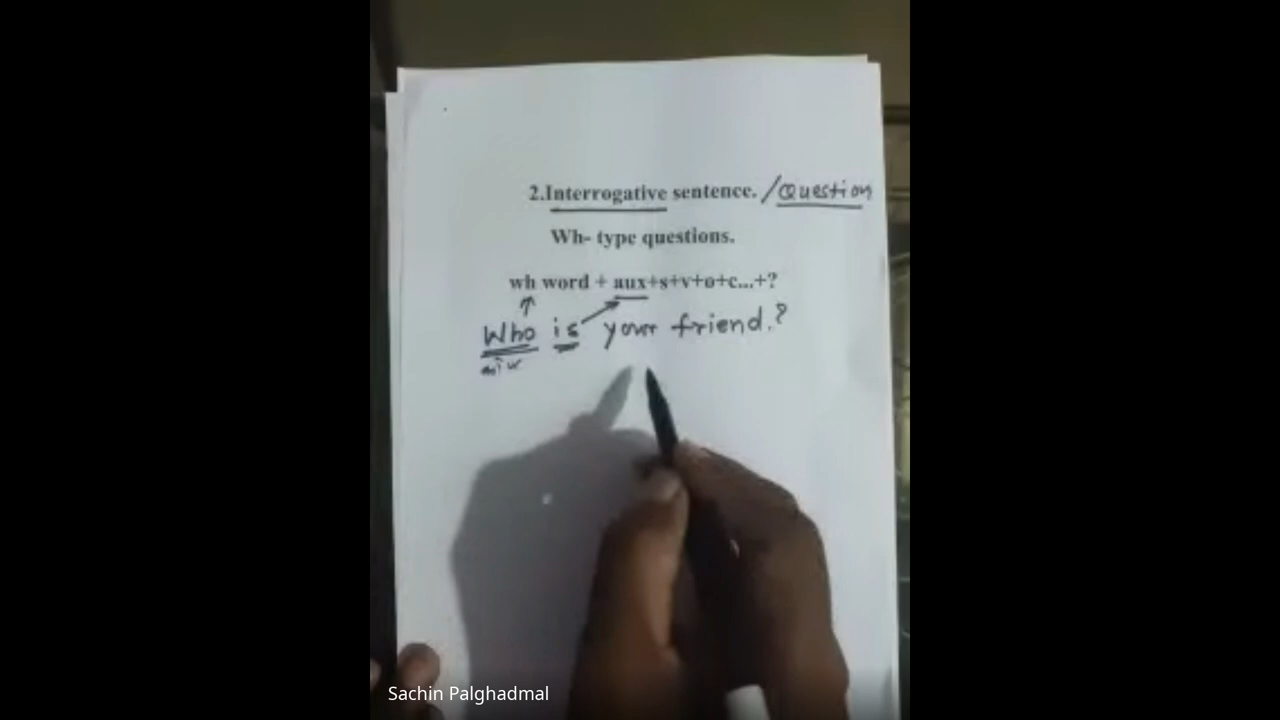 2.Interrogative sentence. / Question
Wh- type questions.
wh word + aux+s+v+o+c...+?
Who is your friend.?
Sachin Palghadmal